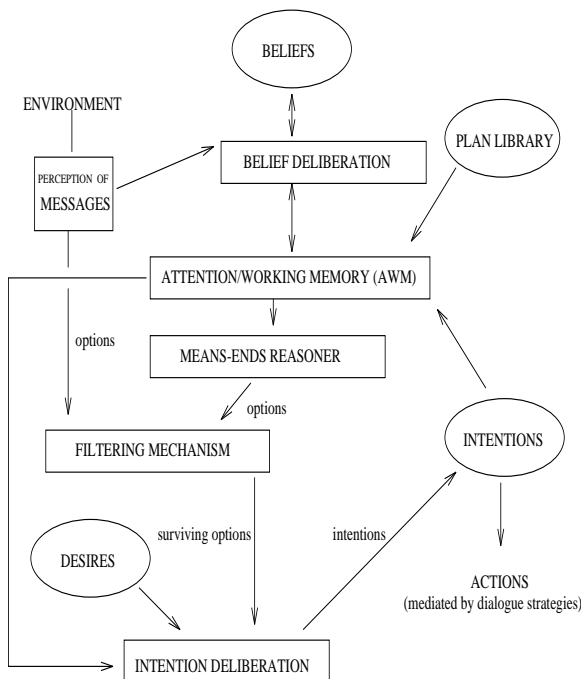 BELIEFS
ENVIRONMENT
PLAN LIBRARY
BELIEF DELIBERATION
PERCEPTION OF
MESSAGES
ATTENTION/WORKING MEMORY (AWM)
options
MEANS-ENDS REASONER
options
FILTERING MECHANISM
INTENTIONS
surviving options
intentions
DESIRES
ACTIONS
(mediated by dialogue strategies)
INTENTION DELIBERATION